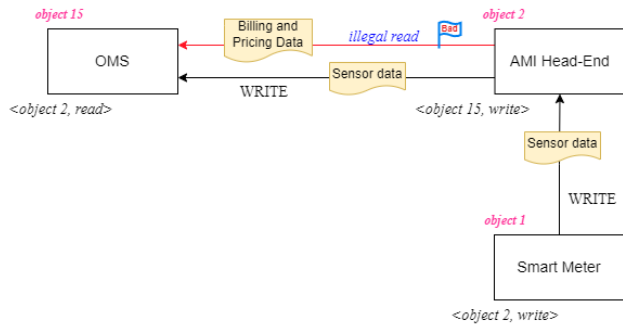 object 15
Billing and
Pricing Data
illegal read
Bad
object 2
OMS
AMI Head-End
Sensor data
WRITE
<object 2, read>
<object 15, write>
Sensor data
WRITE
object 1
Smart Meter
<object 2, write>